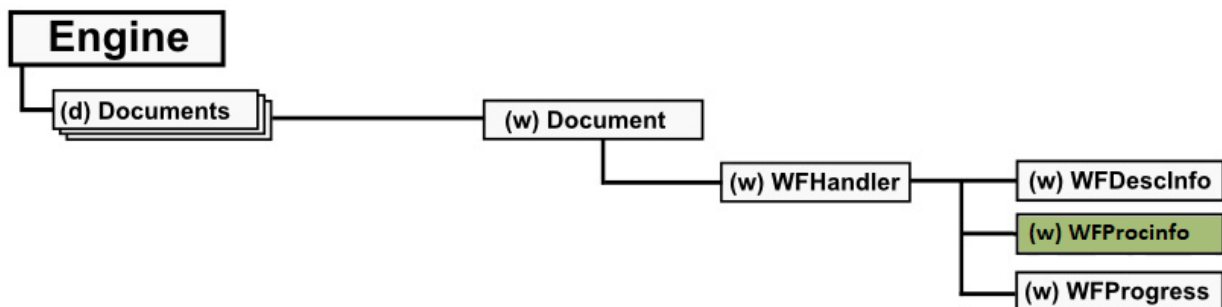 Engine
(d) Documents
(w) Document
(w) WFHandler
(w) WFDescInfo
(w) WFProcinfo
(w) WFProgress